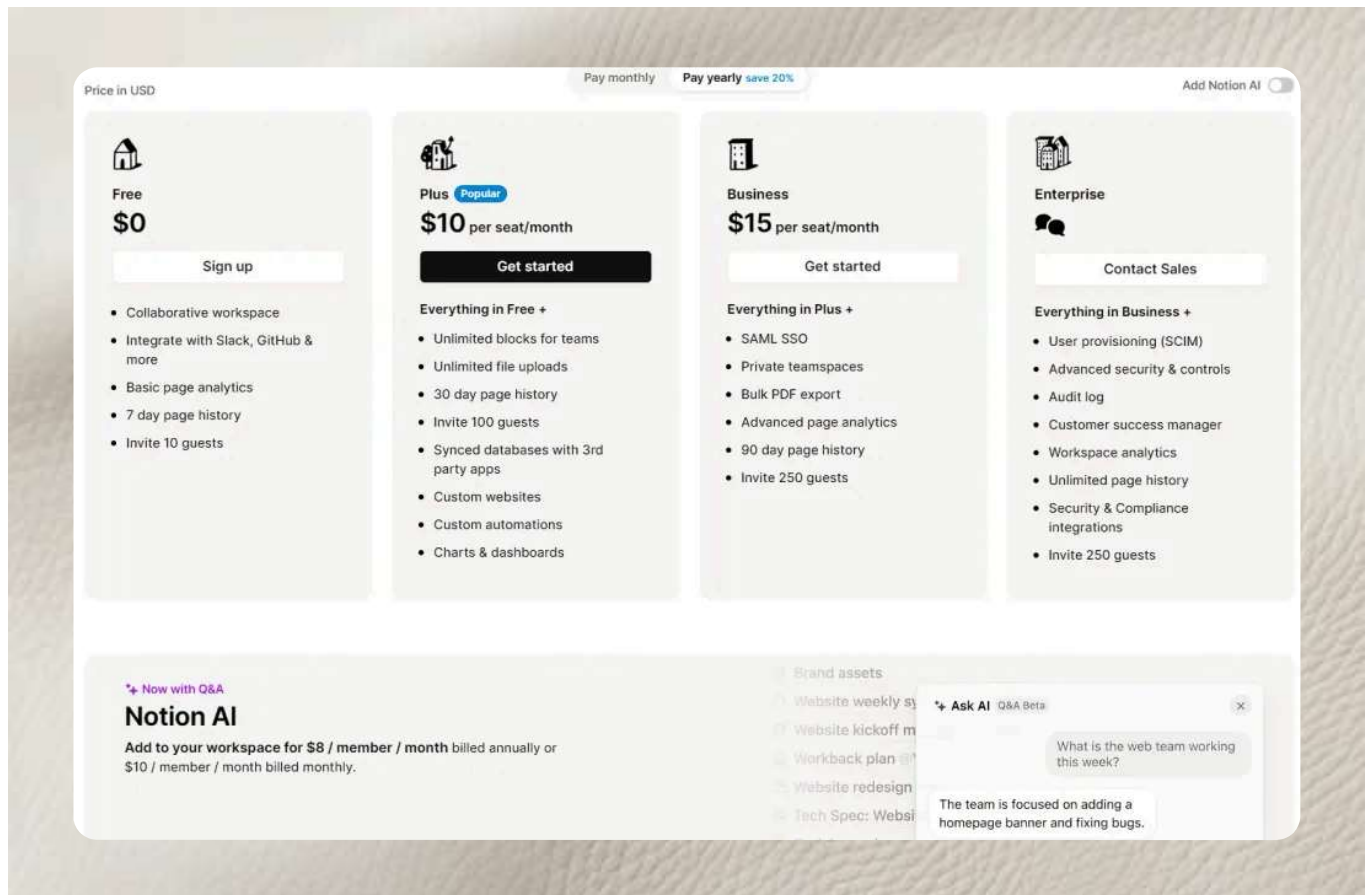 Pay monthly
Pay yearly save 20%
Price in USD
Add Notion AI
Free
$0
Sign up
Collaborative workspace
Integrate with Slack, GitHub &
more
Basic page analytics
7 day page history
Invite 10 guests
Plus Popular
$10 per seat/month
Get started
Everything in Free +
Unlimited blocks for teams
Unlimited file uploads
30 day page history
Invite 100 guests
Synced databases with 3rd
party apps
Custom websites
Custom automations
Charts & dashboards
Business
$15 per seat/month
Get started
Everything in Plus +
SAML SSO
Private teamspaces
Bulk PDF export
Advanced page analytics
90 day page history
Invite 250 guests
Enterprise
Contact Sales
Everything in Business +
User provisioning (SCIM)
Advanced security & controls
Audit log
Customer success manager
Workspace analytics
Unlimited page history
Security & Compliance
integrations
Invite 250 guests
Now with Q&A
Notion AI
Add to your workspace for $8 / member / month billed annually or
$10 / member / month billed monthly.
Brand assets
Website weekly
Website kickoff
Workback plan
Website redesign
Tech Spec:
Ask AI Q&A Beta
What is the web team working
this week?
The team is focused on adding a
homepage banner and fixing bugs.